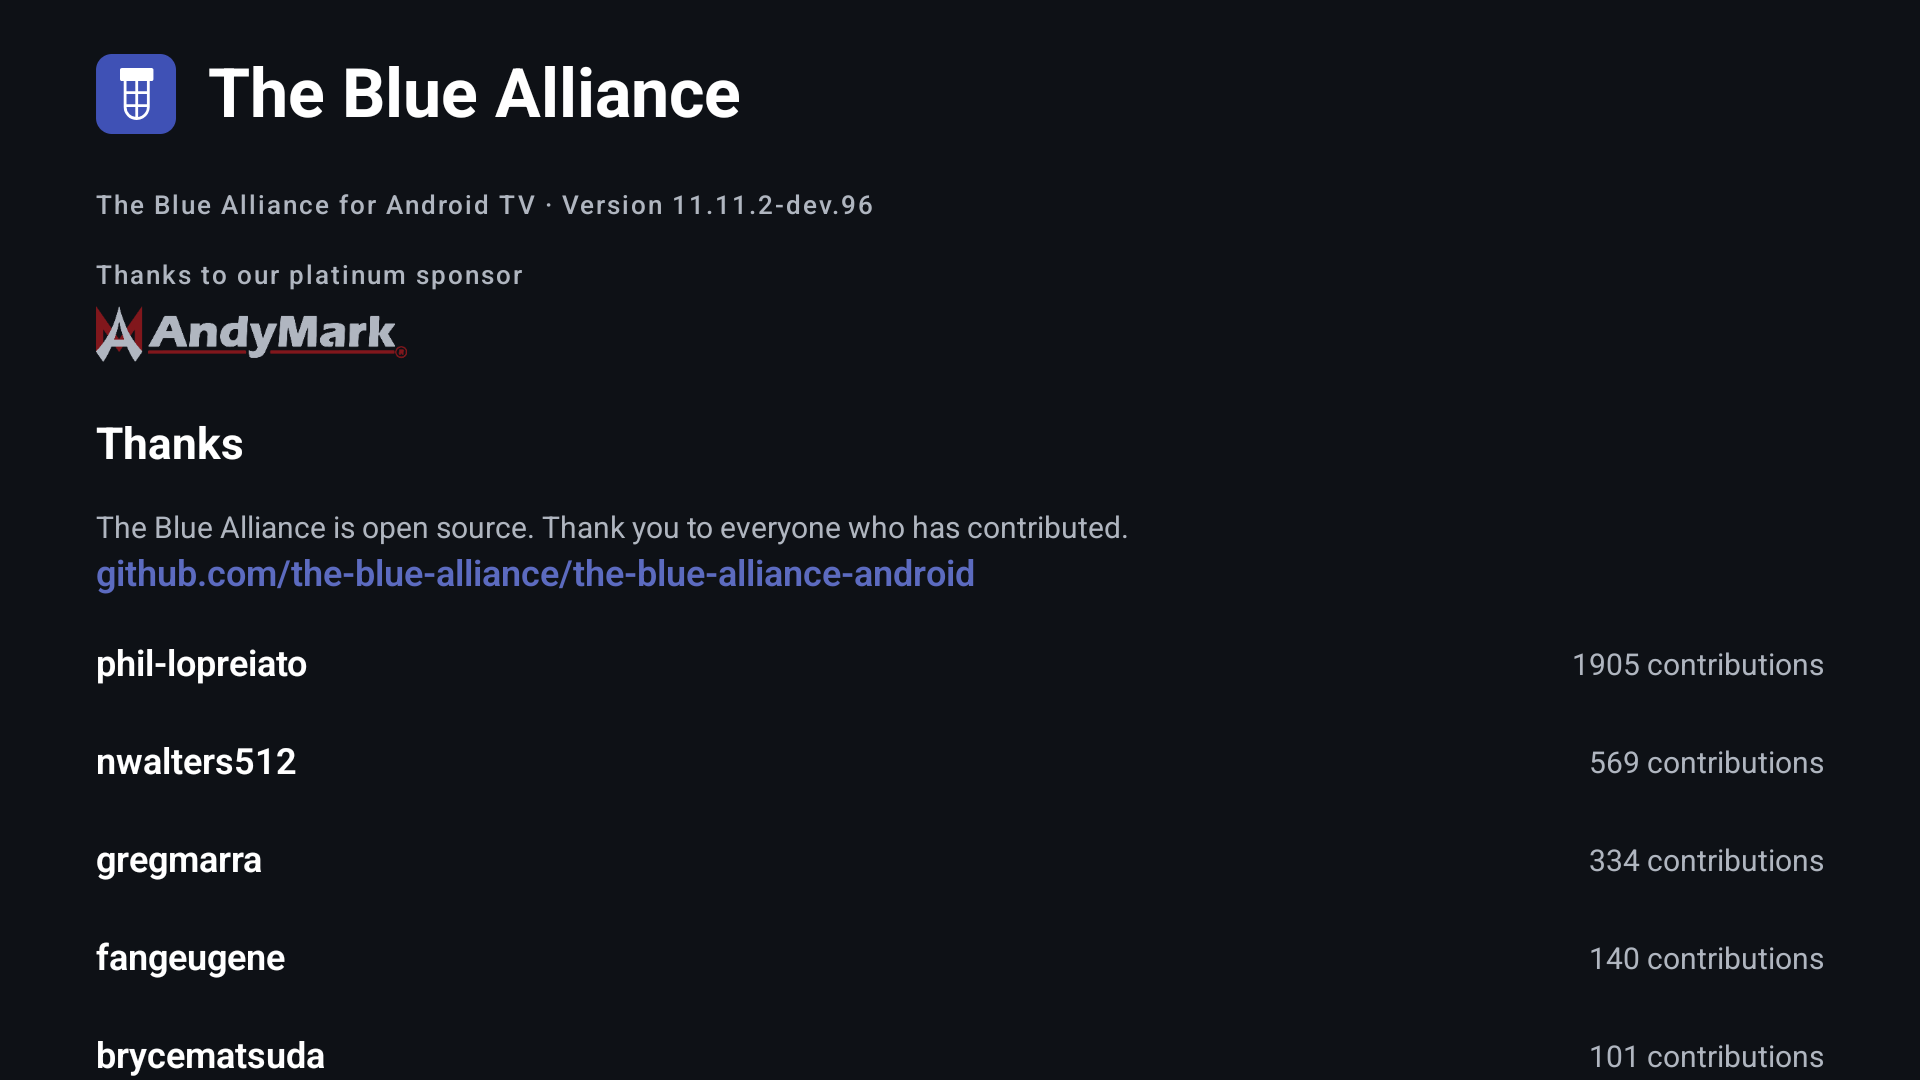 The Blue Alliance
The Blue Alliance for Android TV · Version 11.11.2-dev.96
Thanks to our platinum sponsor
AndyMark®
Thanks
The Blue Alliance is open source. Thank you to everyone who has contributed.
github.com/the-blue-alliance/the-blue-alliance-android
phil-lopreiato 1905 contributions
nwalters512 569 contributions
gregmarra 334 contributions
fangeugene 140 contributions
brycematsuda 101 contributions